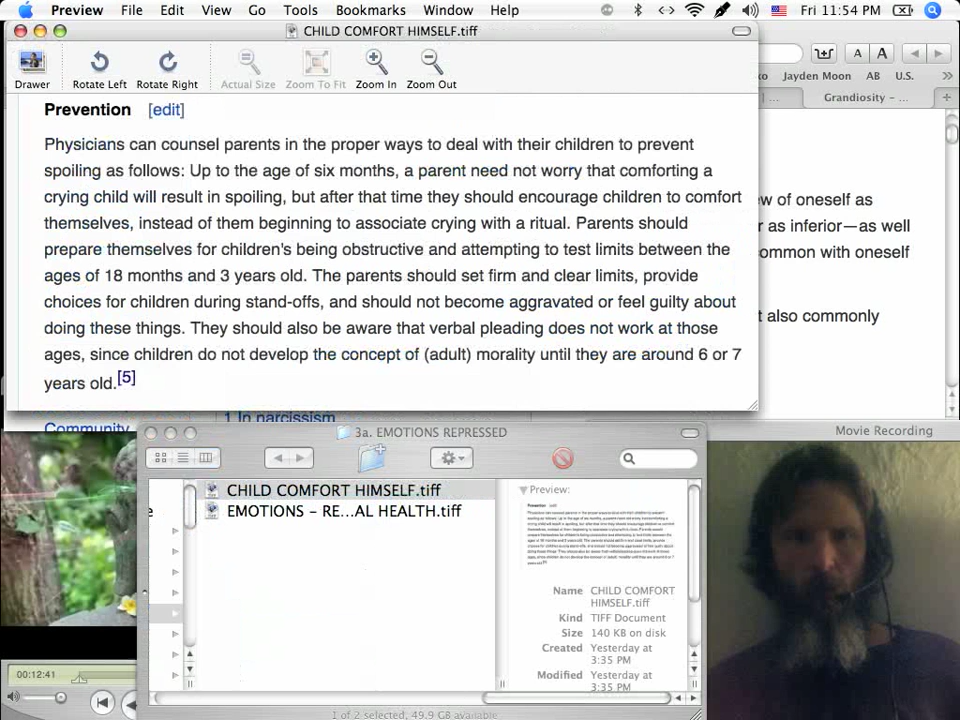 Preview File Edit View Go Tools Bookmarks Window Help Fri 11:54 PM
CHILD COMFORT HIMSELF.tiff
Drawer Rotate Left Rotate Right Actual Size Zoom To Fit Zoom In Zoom Out
A A
Jayden Moon AB U.S. »
Grandiosity – ... +
Prevention [edit]
Physicians can counsel parents in the proper ways to deal with their children to prevent
spoiling as follows: Up to the age of six months, a parent need not worry that comforting a
crying child will result in spoiling, but after that time they should encourage children to comfort
themselves, instead of them beginning to associate crying with a ritual. Parents should
prepare themselves for children's being obstructive and attempting to test limits between the
ages of 18 months and 3 years old. The parents should set firm and clear limits, provide
choices for children during stand-offs, and should not become aggravated or feel guilty about
doing these things. They should also be aware that verbal pleading does not work at those
ages, since children do not develop the concept of (adult) morality until they are around 6 or 7
years old.[5]
ew of oneself as
r as inferior—as well
ommon with oneself
t also commonly
Community
1 In narcissism
Movie Recording
3a. EMOTIONS REPRESSED
CHILD COMFORT HIMSELF.tiff
EMOTIONS – RE...AL HEALTH.tiff
Preview:
Name CHILD COMFORT
HIMSELF.tiff
Kind TIFF Document
Size 140 KB on disk
Created Yesterday at
3:35 PM
Modified Yesterday at
3:35 PM
00:12:41
1 of 2 selected, 49.9 GB available